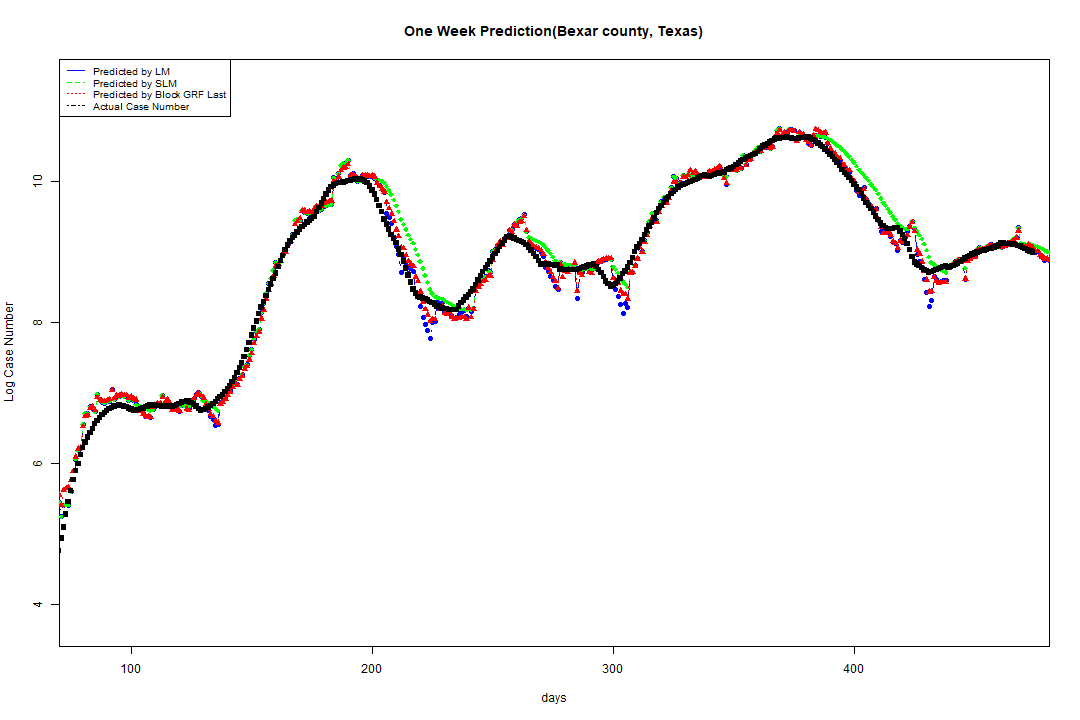 One Week Prediction(Bexar county, Texas)
Predicted by LM
Predicted by SLM
Predicted by Block GRF Last
Actual Case Number
10
8
6
4
Log Case Number
100 200 300 400
days